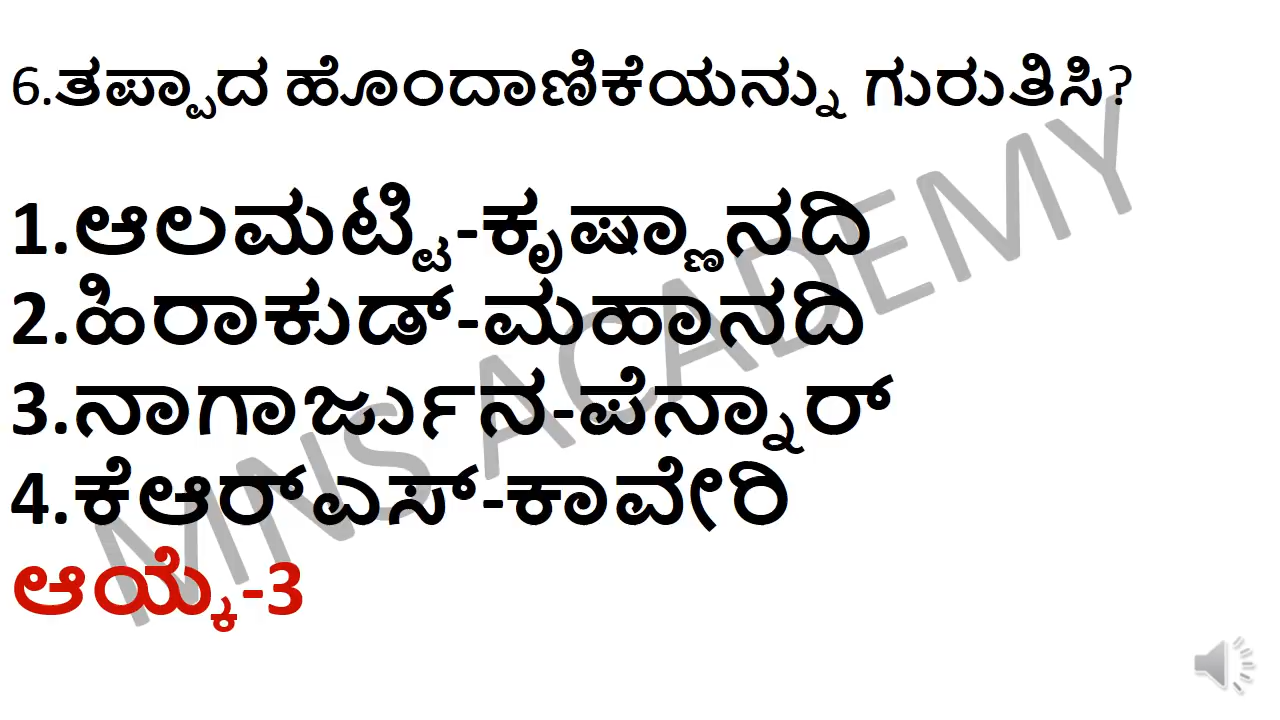 6.ತಪ್ಪಾದ ಹೊಂದಾಣಿಕೆಯನ್ನು ಗುರುತಿಸಿ?
1.ಆಲಮಟ್ಟಿ-ಕೃಷ್ಣಾನದಿ
2.ಹಿರಾಕುಡ್-ಮಹಾನದಿ
3.ನಾಗಾರ್ಜುನ-ಪೆನ್ನಾರ್
4.ಕೆಆರ್ಎಸ್-ಕಾವೇರಿ
ಆಯ್ಕೆ-3
MNS ACADEMY